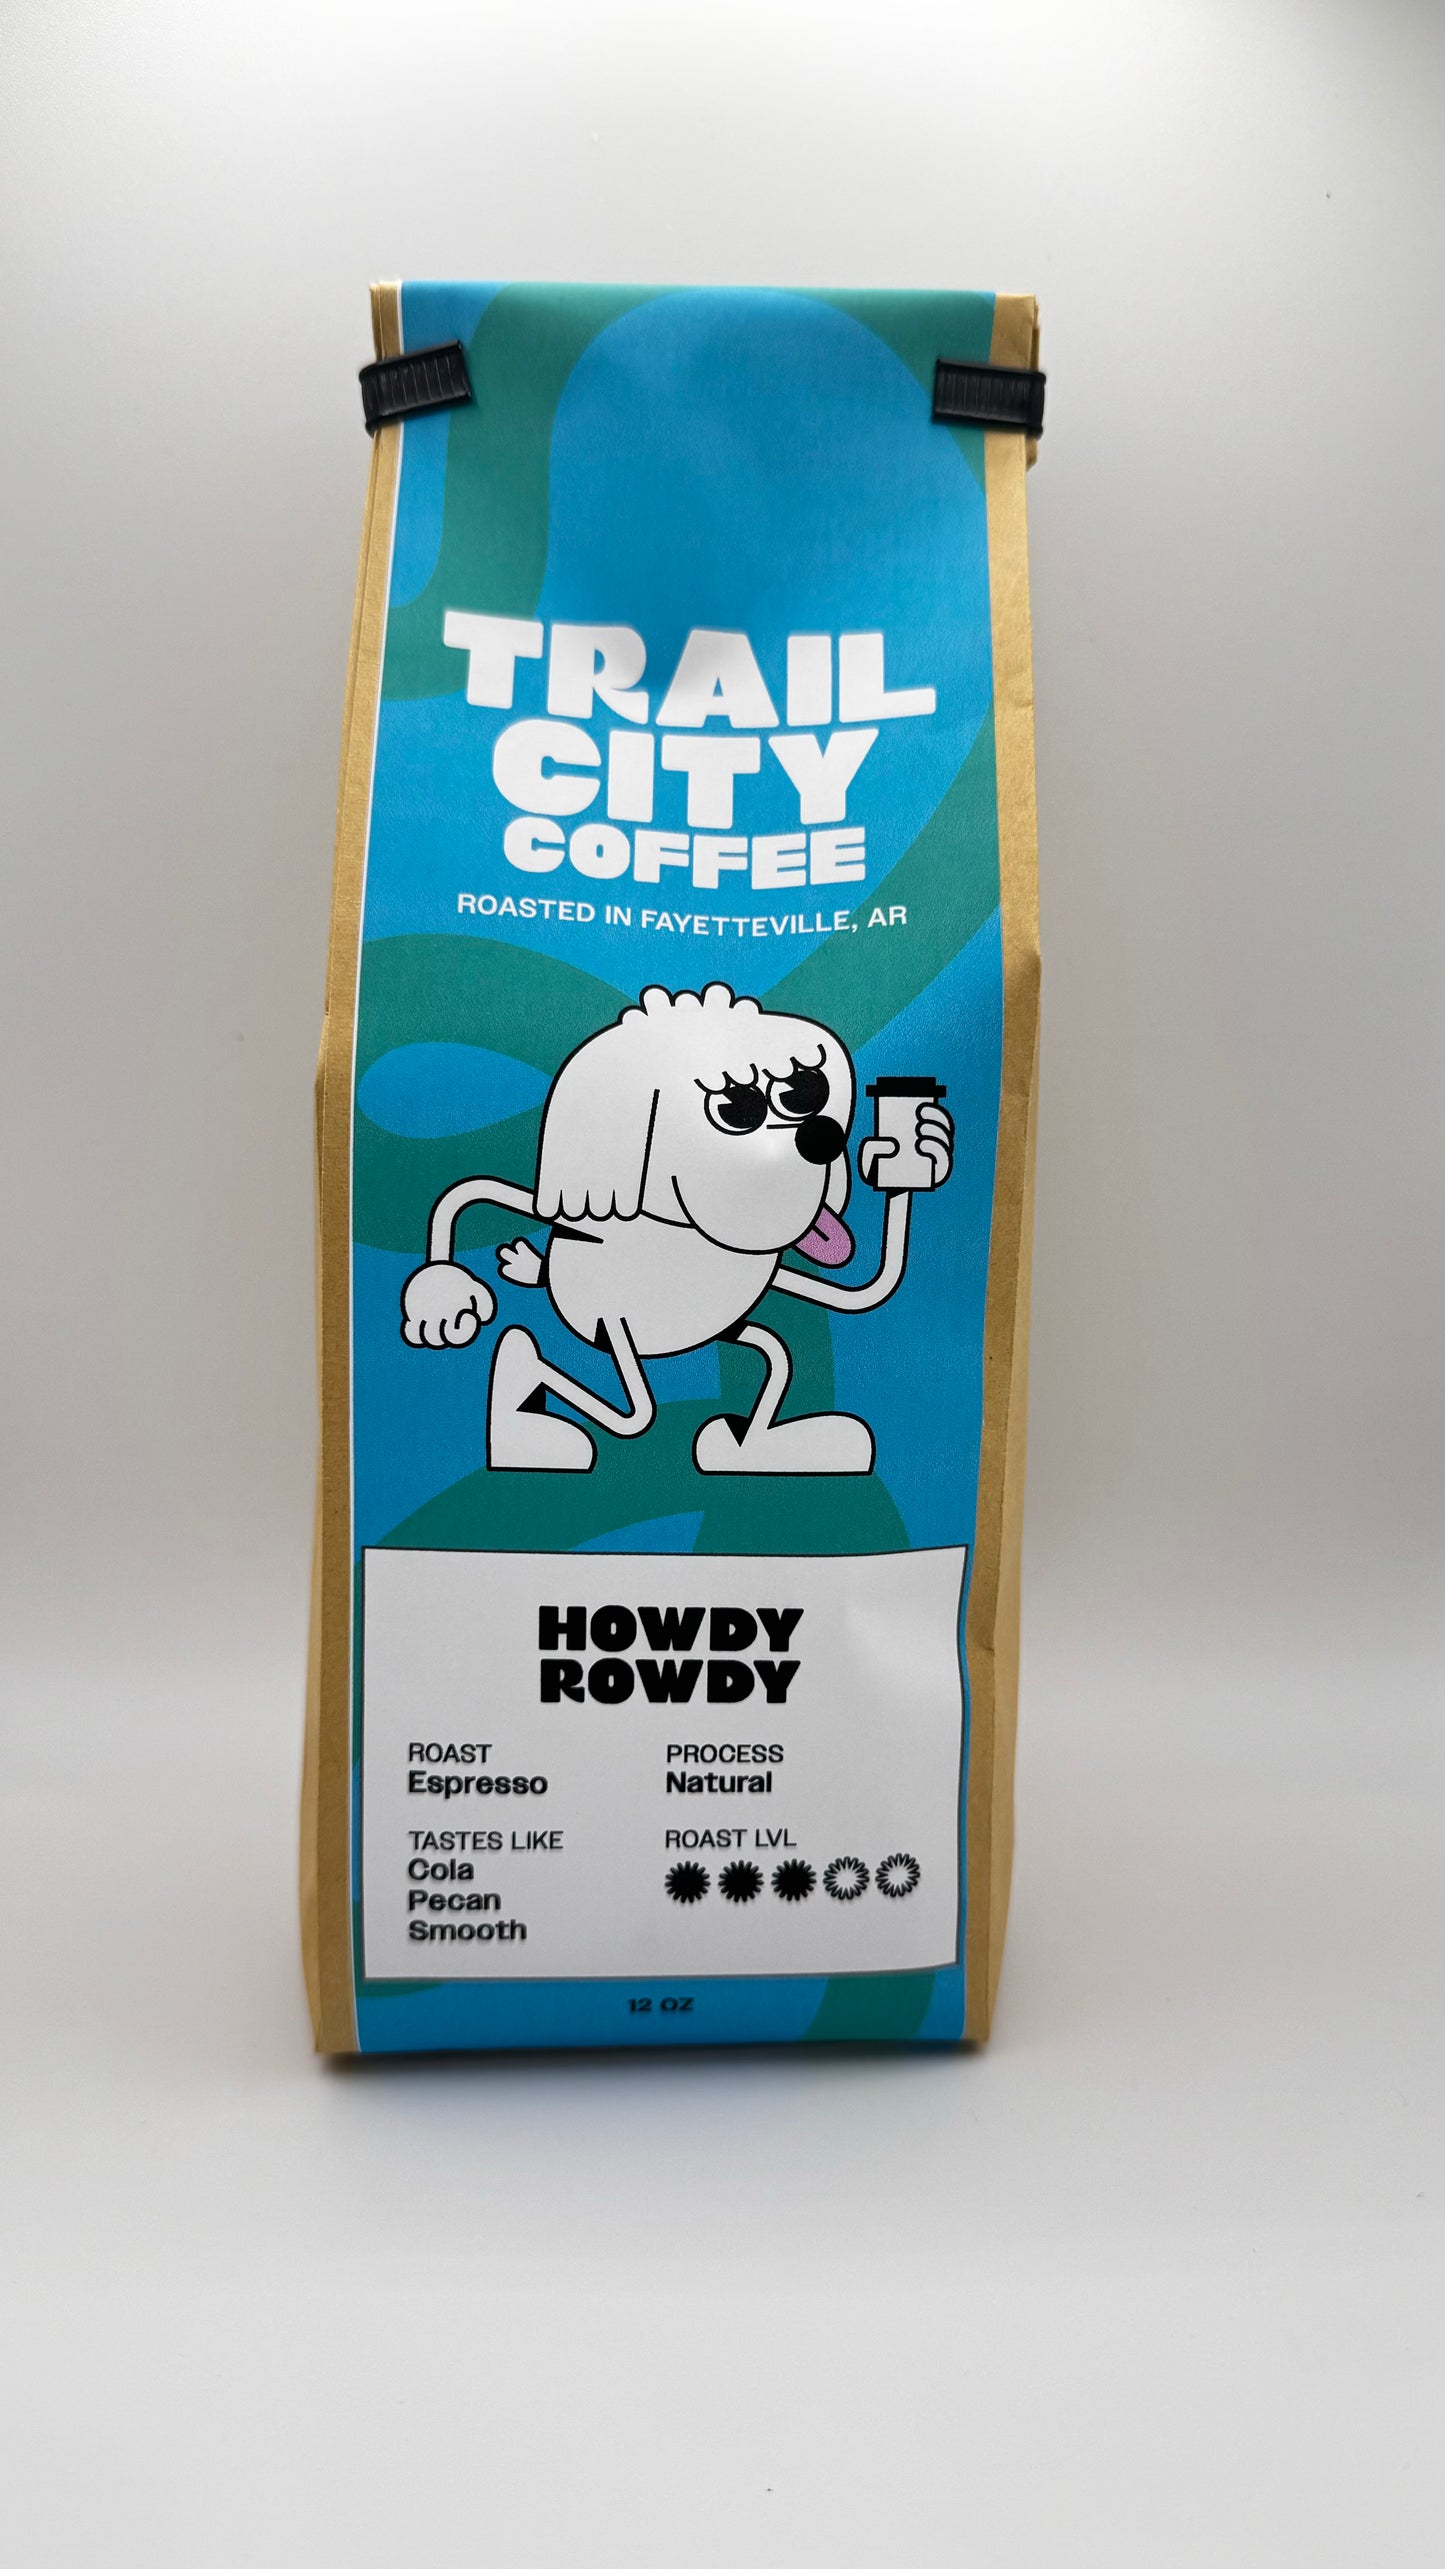 TRAIL
CITY
COFFEE
ROASTED IN FAYETTEVILLE, AR
HOWDY
ROWDY
ROAST
Espresso
PROCESS
Natural
TASTES LIKE
Cola
Pecan
Smooth
ROAST LVL
12 OZ